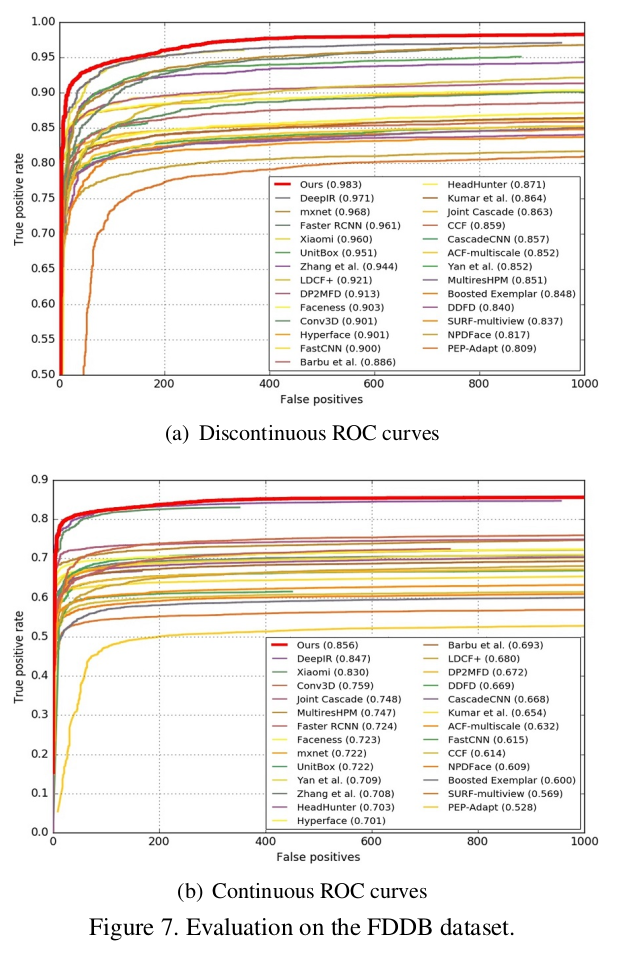 1.00
0.95
0.90
0.85
0.80
0.75
0.70
0.65
0.60
0.55
0.50
True positive rate
0 200 400 600 800 1000
False positives
Ours (0.983)
DeepIR (0.971)
mxnet (0.968)
Faster RCNN (0.961)
Xiaomi (0.960)
UnitBox (0.951)
Zhang et al. (0.944)
LDCF+ (0.921)
DP2MFD (0.913)
Faceness (0.903)
Conv3D (0.901)
Hyperface (0.901)
FastCNN (0.900)
Barbu et al. (0.886)
HeadHunter (0.871)
Kumar et al. (0.864)
Joint Cascade (0.863)
CCF (0.859)
CascadeCNN (0.857)
ACF-multiscale (0.852)
Yan et al. (0.852)
MultiresHPM (0.851)
Boosted Exemplar (0.848)
DDFD (0.840)
SURF-multiview (0.837)
NPDFace (0.817)
PEP-Adapt (0.809)
(a) Discontinuous ROC curves
0.9
0.8
0.7
0.6
0.5
0.4
0.3
0.2
0.1
0.0
True positive rate
0 200 400 600 800 1000
False positives
Ours (0.856)
DeepIR (0.847)
Xiaomi (0.830)
Conv3D (0.759)
Joint Cascade (0.748)
MultiresHPM (0.747)
Faster RCNN (0.724)
Faceness (0.723)
mxnet (0.722)
UnitBox (0.722)
Yan et al. (0.709)
Zhang et al. (0.708)
HeadHunter (0.703)
Hyperface (0.701)
Barbu et al. (0.693)
LDCF+ (0.680)
DP2MFD (0.672)
DDFD (0.669)
CascadeCNN (0.668)
Kumar et al. (0.654)
ACF-multiscale (0.632)
FastCNN (0.615)
CCF (0.614)
NPDFace (0.609)
Boosted Exemplar (0.600)
SURF-multiview (0.569)
PEP-Adapt (0.528)
(b) Continuous ROC curves
Figure 7. Evaluation on the FDDB dataset.